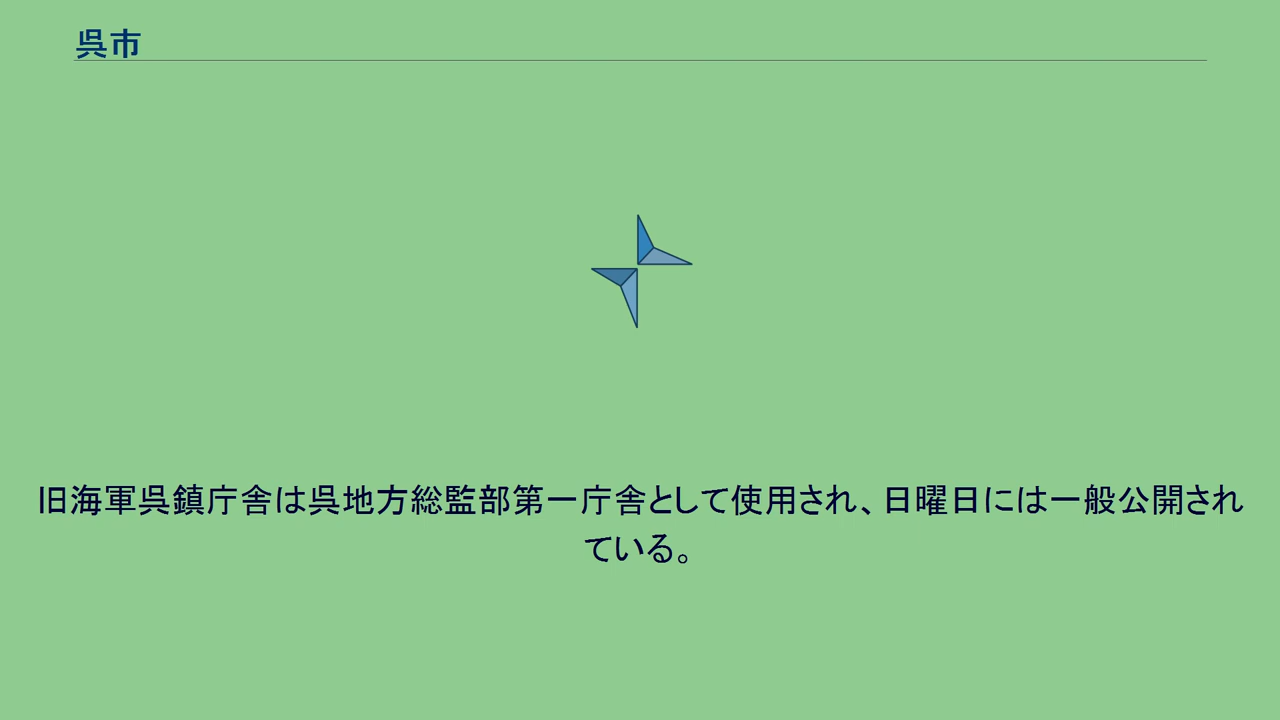 呉市
旧海軍呉鎮庁舎は呉地方総監部第一庁舎として使用され、日曜日には一般公開され
ている。